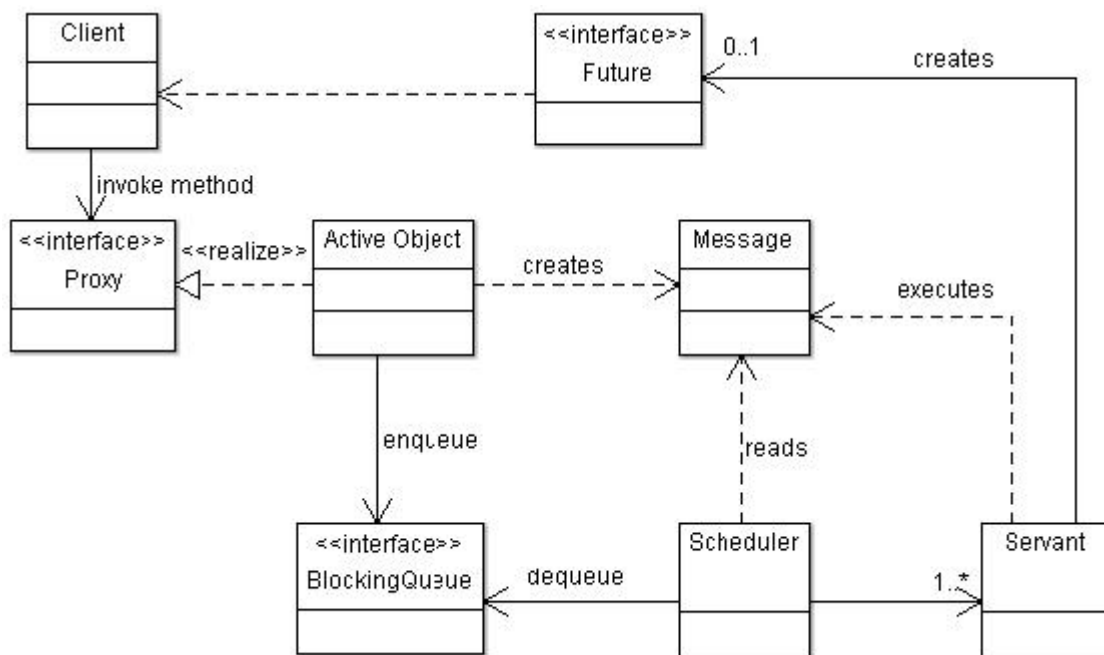 Client
<<interface>>
Future
0..1
creates
invoke method
<<interface>>
Proxy
<<realize>>
Active Object
creates
Message
executes
enqueue
reads
<<interface>>
BlockingQueue
dequeue
Scheduler
1..*
Servant